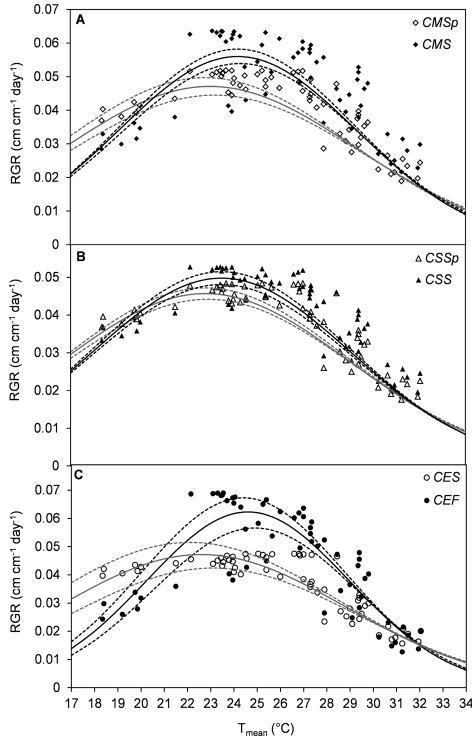 0.07
A
CMSp
CMS
0.06
0.05
0.04
0.03
0.02
0.01
0
RGR (cm cm⁻¹ day⁻¹)
B
CSSp
CSS
0.05
0.04
0.03
0.02
0.01
0
RGR (cm cm⁻¹ day⁻¹)
C
CES
CEF
0.07
0.06
0.05
0.04
0.03
0.02
0.01
0
RGR (cm cm⁻¹ day⁻¹)
17 18 19 20 21 22 23 24 25 26 27 28 29 30 31 32 33 34
Tmean (°C)